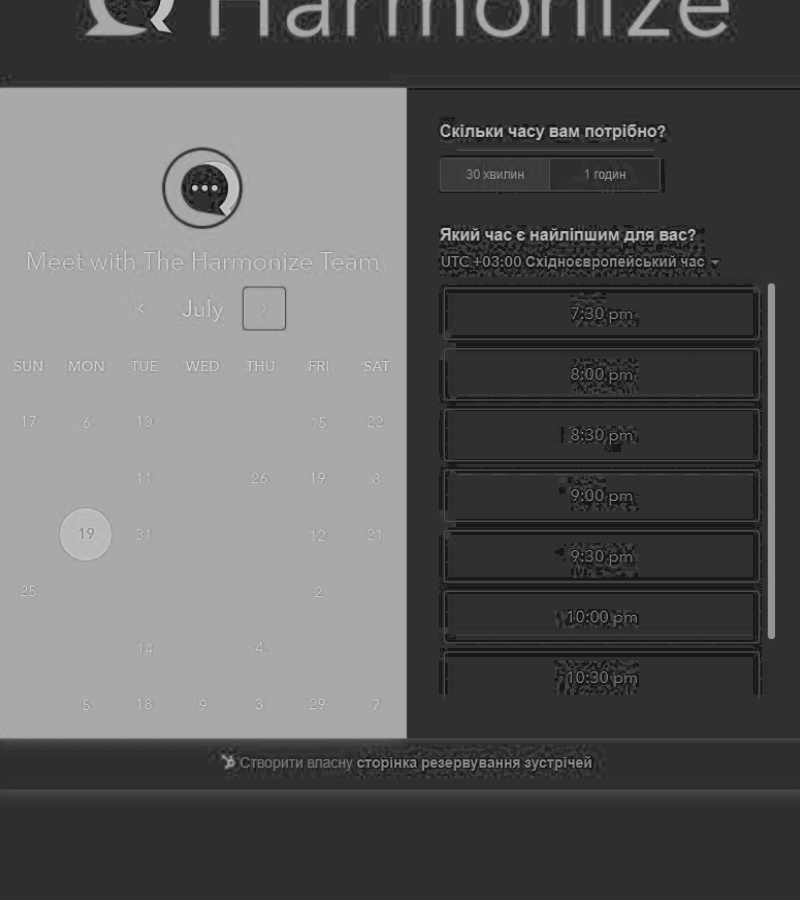 Harmonize
Meet with The Harmonize Team
July
SUN MON TUE WED THU FRI SAT
17 6 10 15 22
11 26 19 8
19 31 12 21
25 2
14 4
5 18 9 3 29 7
Скільки часу вам потрібно?
30 хвилин 1 годин
Який час є найліпшим для вас?
UTC +03:00 Східноєвропейський час
7:30 pm
8:00 pm
8:30 pm
9:00 pm
9:30 pm
10:00 pm
10:30 pm
Створити власну сторінка резервування зустрічей